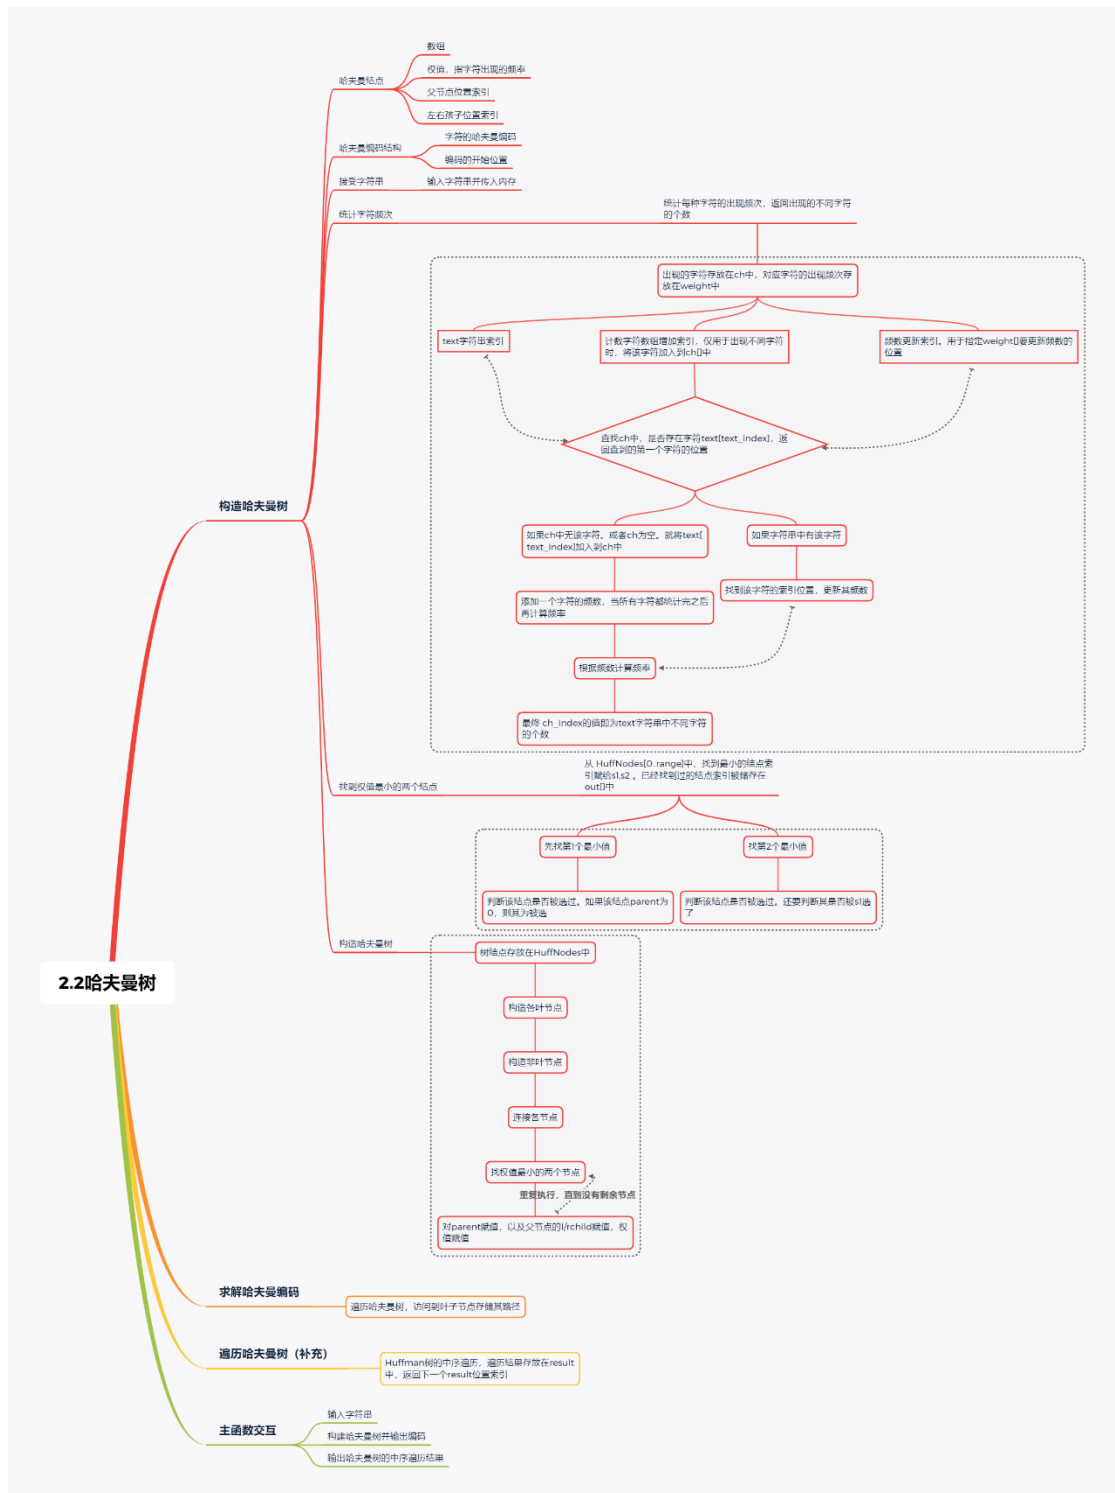 2.2哈夫曼树
构造哈夫曼树
哈夫曼结点
数组
权值，指字符出现的频率
父节点位置索引
左右孩子位置索引
哈夫曼编码结构
字符的哈夫曼编码
编码的开始位置
接受字符串
输入字符串并传入内存
统计字符频次
统计每种字符的出现频次，返回出现的不同字符
的个数
出现的字符存放在ch中，对应字符的出现频次存
放在weight中
text字符串索引
计数字符数组增加索引，仅用于出现不同字符
时，将该字符加入到ch[]中
频数更新索引。用于指定weight[]要更新频数的
位置
查找ch中，是否存在字符text[text_index]，返
回查到的第一个字符的位置
如果ch中无该字符。或者ch为空。就将text[
text_index]加入到ch中
如果字符串中有该字符
添加一个字符的频数，当所有字符都统计完之后
再计算频率
找到该字符的索引位置，更新其频数
根据频数计算频率
最终 ch_index的值即为text字符串中不同字符
的个数
找到权值最小的两个结点
从 HuffNodes[0..range]中，找到最小的结点索
引赋给s1,s2 。已经找到过的结点索引被储存在
out[]中
先找第1个最小值
找第2个最小值
判断该结点是否被选过。如果该结点parent为
0，则其为被选
判断该结点是否被选过。还要判断其是否被s1选
了
构造哈夫曼树
树结点存放在HuffNodes中
构造各叶节点
构造非叶节点
连接各节点
找权值最小的两个节点
重复执行，直到没有剩余节点
对parent赋值，以及父节点的l/rchild赋值，权
值赋值
求解哈夫曼编码
遍历哈夫曼树，访问到叶子节点存储其路径
遍历哈夫曼树（补充）
Huffman树的中序遍历，遍历结果存放在result
中，返回下一个result位置索引
主函数交互
输入字符串
构建哈夫曼树并输出编码
输出哈夫曼树的中序遍历结果